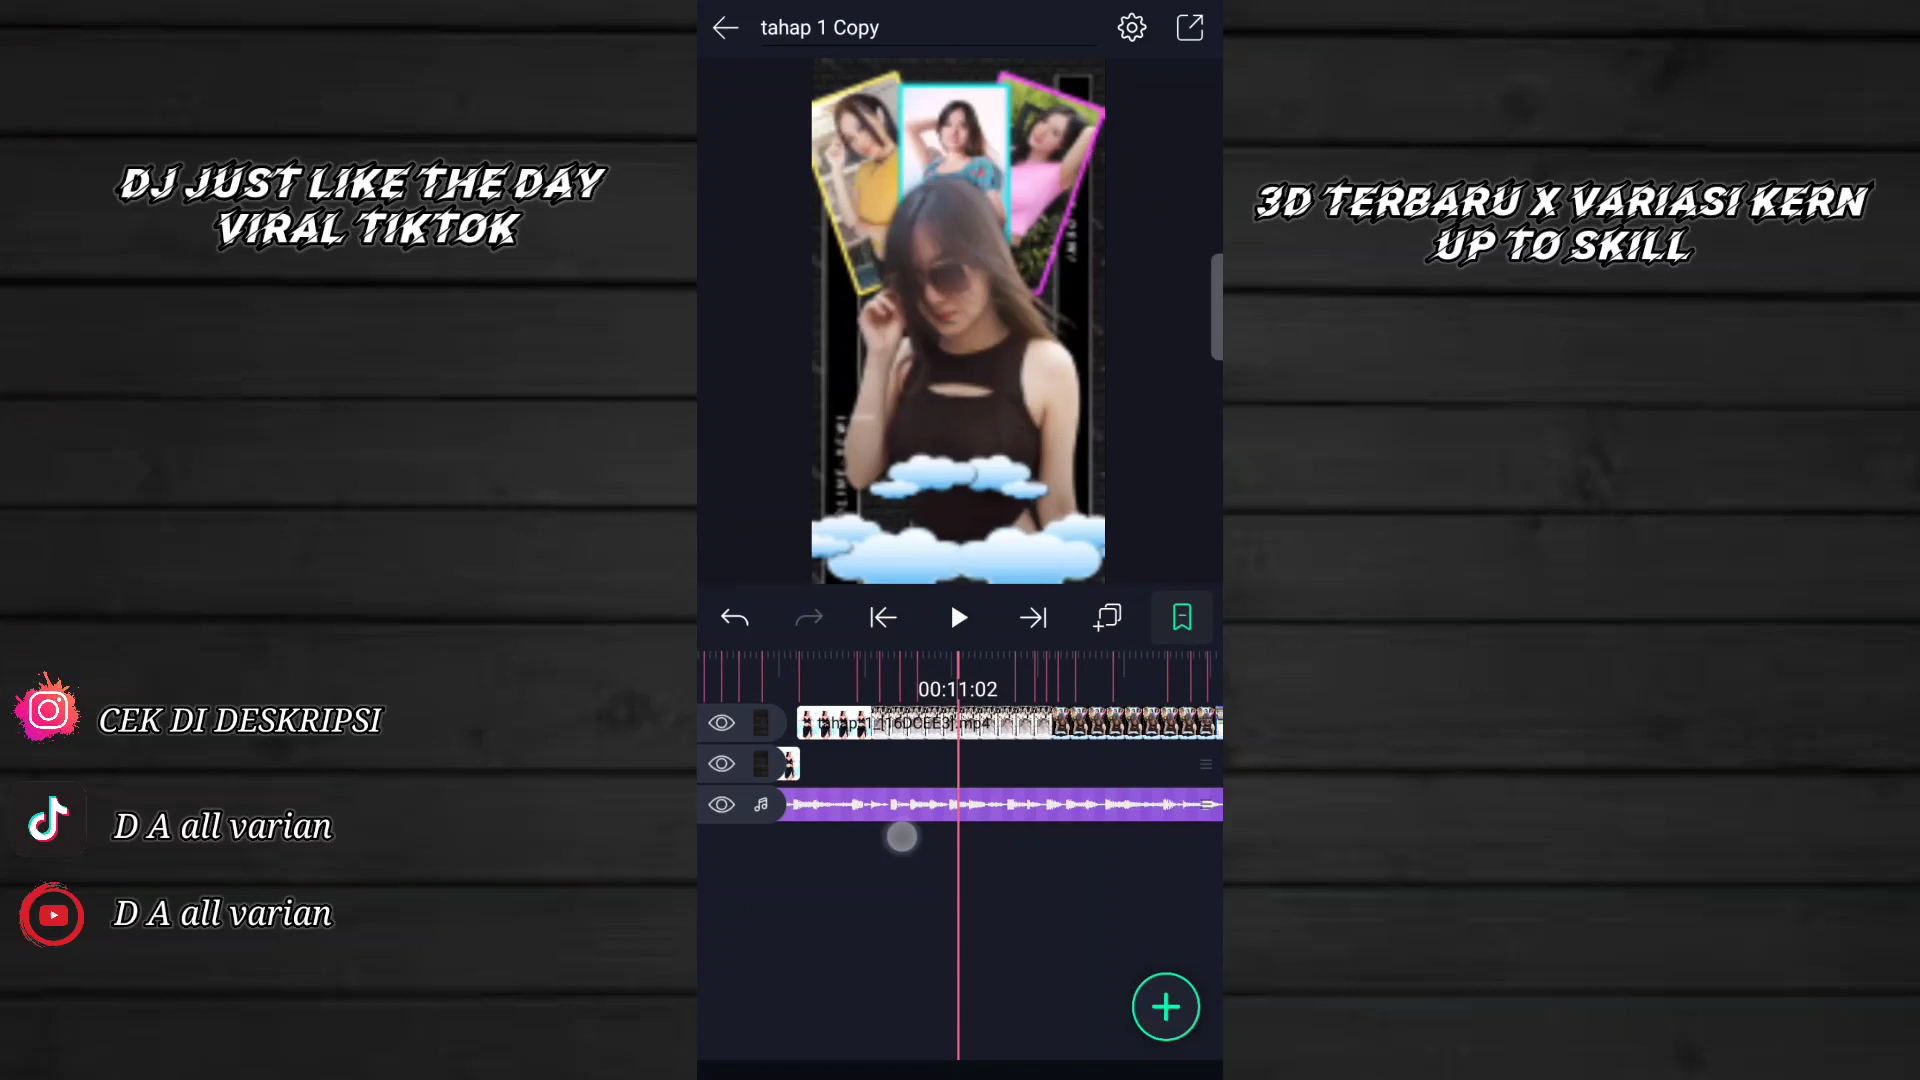 tahap 1 Copy
DJ JUST LIKE THE DAY
VIRAL TIKTOK
3D TERBARU X VARIASI KERN
UP TO SKILL
00:11:02
CEK DI DESKRIPSI
D A all varian
D A all varian